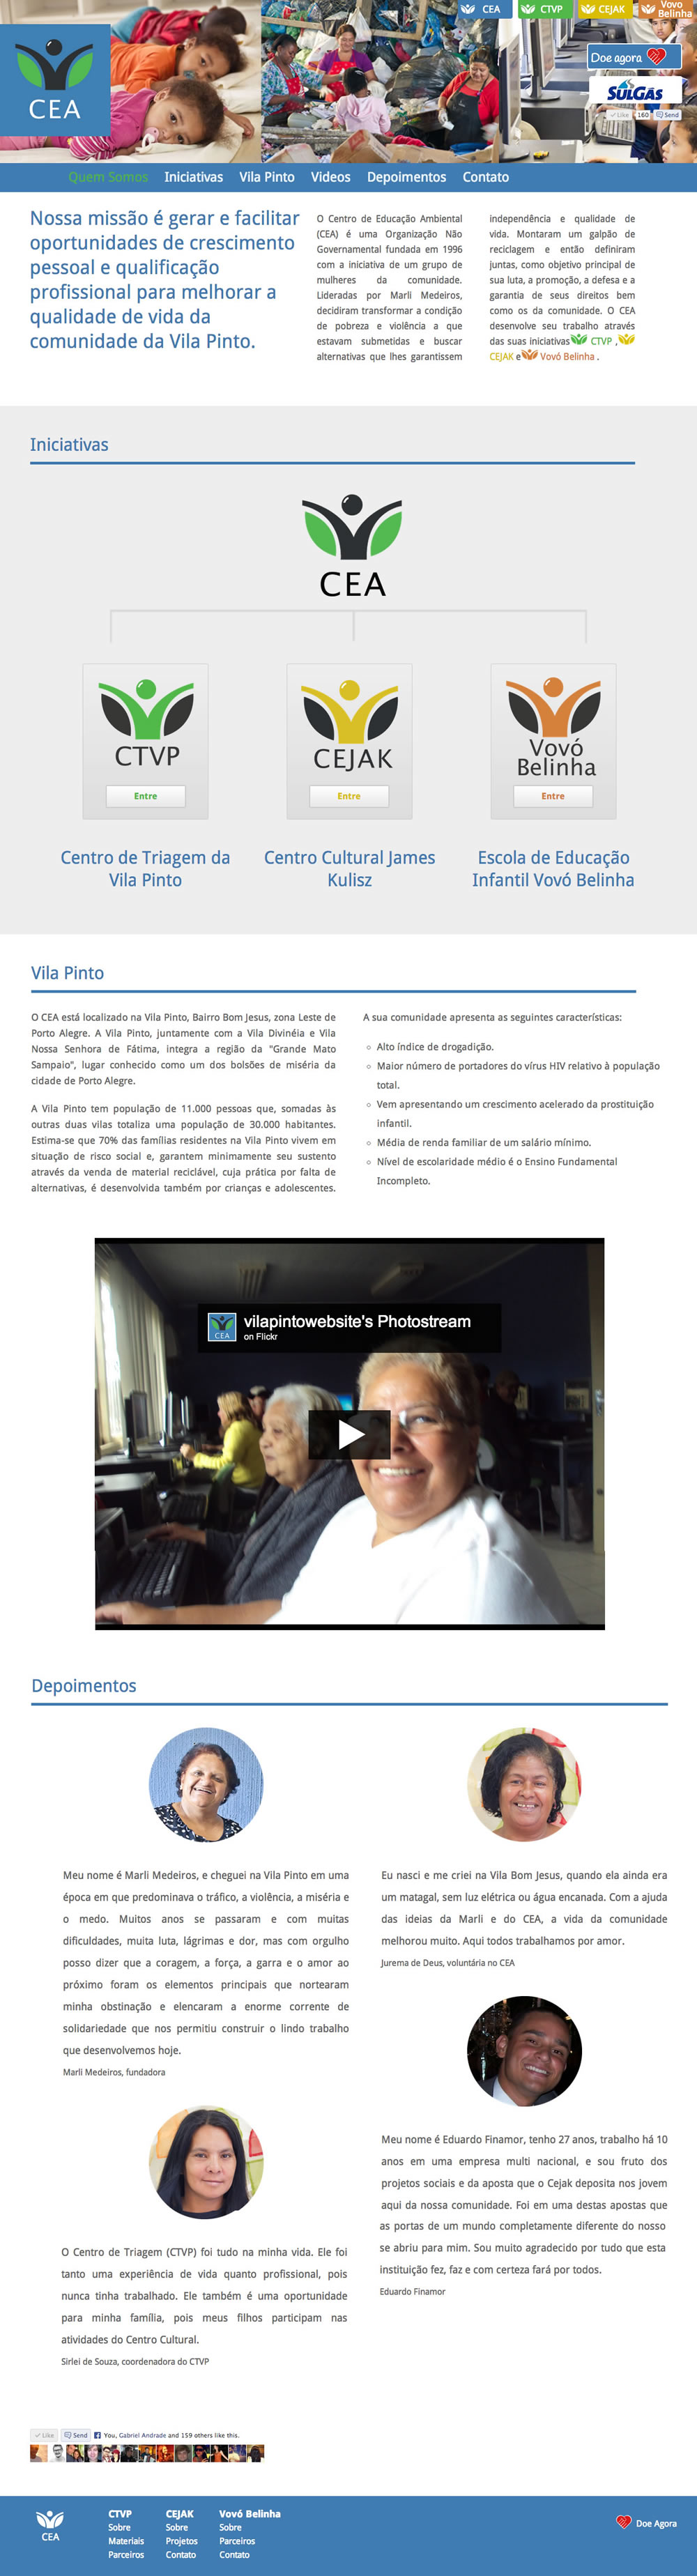 CEA
CTVP
CEJAK
Vovo
Belinha
CEA
Doe agora
SULGÁS
Like 160 Send
Quem Somos Iniciativas Vila Pinto Videos Depoimentos Contato
Nossa missão é gerar e facilitar
oportunidades de crescimento
pessoal e qualificação
profissional para melhorar a
qualidade de vida da
comunidade da Vila Pinto.
O Centro de Educação Ambiental
(CEA) é uma Organização Não
Governamental fundada em 1996
com a iniciativa de um grupo de
mulheres da comunidade.
Lideradas por Marli Medeiros,
decidiram transformar a condição
de pobreza e violência a que
estavam submetidas e buscar
alternativas que lhes garantissem
independência e qualidade de
vida. Montaram um galpão de
reciclagem e então definiram
juntas, como objetivo principal de
sua luta, a promoção, a defesa e a
garantia de seus direitos bem
como os da comunidade. O CEA
desenvolve seu trabalho através
das suas iniciativas CTVP ,
CEJAK e Vovó Belinha .
Iniciativas
CEA
CTVP
Entre
CEJAK
Entre
Vovó
Belinha
Entre
Centro de Triagem da
Vila Pinto
Centro Cultural James
Kulisz
Escola de Educação
Infantil Vovó Belinha
Vila Pinto
O CEA está localizado na Vila Pinto, Bairro Bom Jesus, zona Leste de
Porto Alegre. A Vila Pinto, juntamente com a Vila Divinéia e Vila
Nossa Senhora de Fátima, integra a região da "Grande Mato
Sampaio", lugar conhecido como um dos bolsões de miséria da
cidade de Porto Alegre.
A Vila Pinto tem população de 11.000 pessoas que, somadas às
outras duas vilas totaliza uma população de 30.000 habitantes.
Estima-se que 70% das famílias residentes na Vila Pinto vivem em
situação de risco social e, garantem minimamente seu sustento
através da venda de material reciclável, cuja prática por falta de
alternativas, é desenvolvida também por crianças e adolescentes.
A sua comunidade apresenta as seguintes características:
Alto índice de drogadição.
Maior número de portadores do vírus HIV relativo à população
total.
Vem apresentando um crescimento acelerado da prostituição
infantil.
Média de renda familiar de um salário mínimo.
Nível de escolaridade médio é o Ensino Fundamental
Incompleto.
CEA
vilapintowebsite's Photostream
on Flickr
Depoimentos
Meu nome é Marli Medeiros, e cheguei na Vila Pinto em uma
época em que predominava o tráfico, a violência, a miséria e
o medo. Muitos anos se passaram e com muitas
dificuldades, muita luta, lágrimas e dor, mas com orgulho
posso dizer que a coragem, a força, a garra e o amor ao
próximo foram os elementos principais que nortearam
minha obstinação e elencaram a enorme corrente de
solidariedade que nos permitiu construir o lindo trabalho
que desenvolvemos hoje.
Marli Medeiros, fundadora
O Centro de Triagem (CTVP) foi tudo na minha vida. Ele foi
tanto uma experiência de vida quanto profissional, pois
nunca tinha trabalhado. Ele também é uma oportunidade
para minha família, pois meus filhos participam nas
atividades do Centro Cultural.
Sirlei de Souza, coordenadora do CTVP
Eu nasci e me criei na Vila Bom Jesus, quando ela ainda era
um matagal, sem luz elétrica ou água encanada. Com a ajuda
das ideias da Marli e do CEA, a vida da comunidade
melhorou muito. Aqui todos trabalhamos por amor.
Jurema de Deus, voluntária no CEA
Meu nome é Eduardo Finamor, tenho 27 anos, trabalho há 10
anos em uma empresa multi nacional, e sou fruto dos
projetos sociais e da aposta que o Cejak deposita nos jovem
aqui da nossa comunidade. Foi em uma destas apostas que
as portas de um mundo completamente diferente do nosso
se abriu para mim. Sou muito agradecido por tudo que esta
instituição fez, faz e com certeza fará por todos.
Eduardo Finamor
Like Send You, Gabriel Andrade and 159 others like this.
CEA
CTVP
Sobre
Materiais
Parceiros
CEJAK
Sobre
Projetos
Contato
Vovó Belinha
Sobre
Parceiros
Contato
Doe Agora